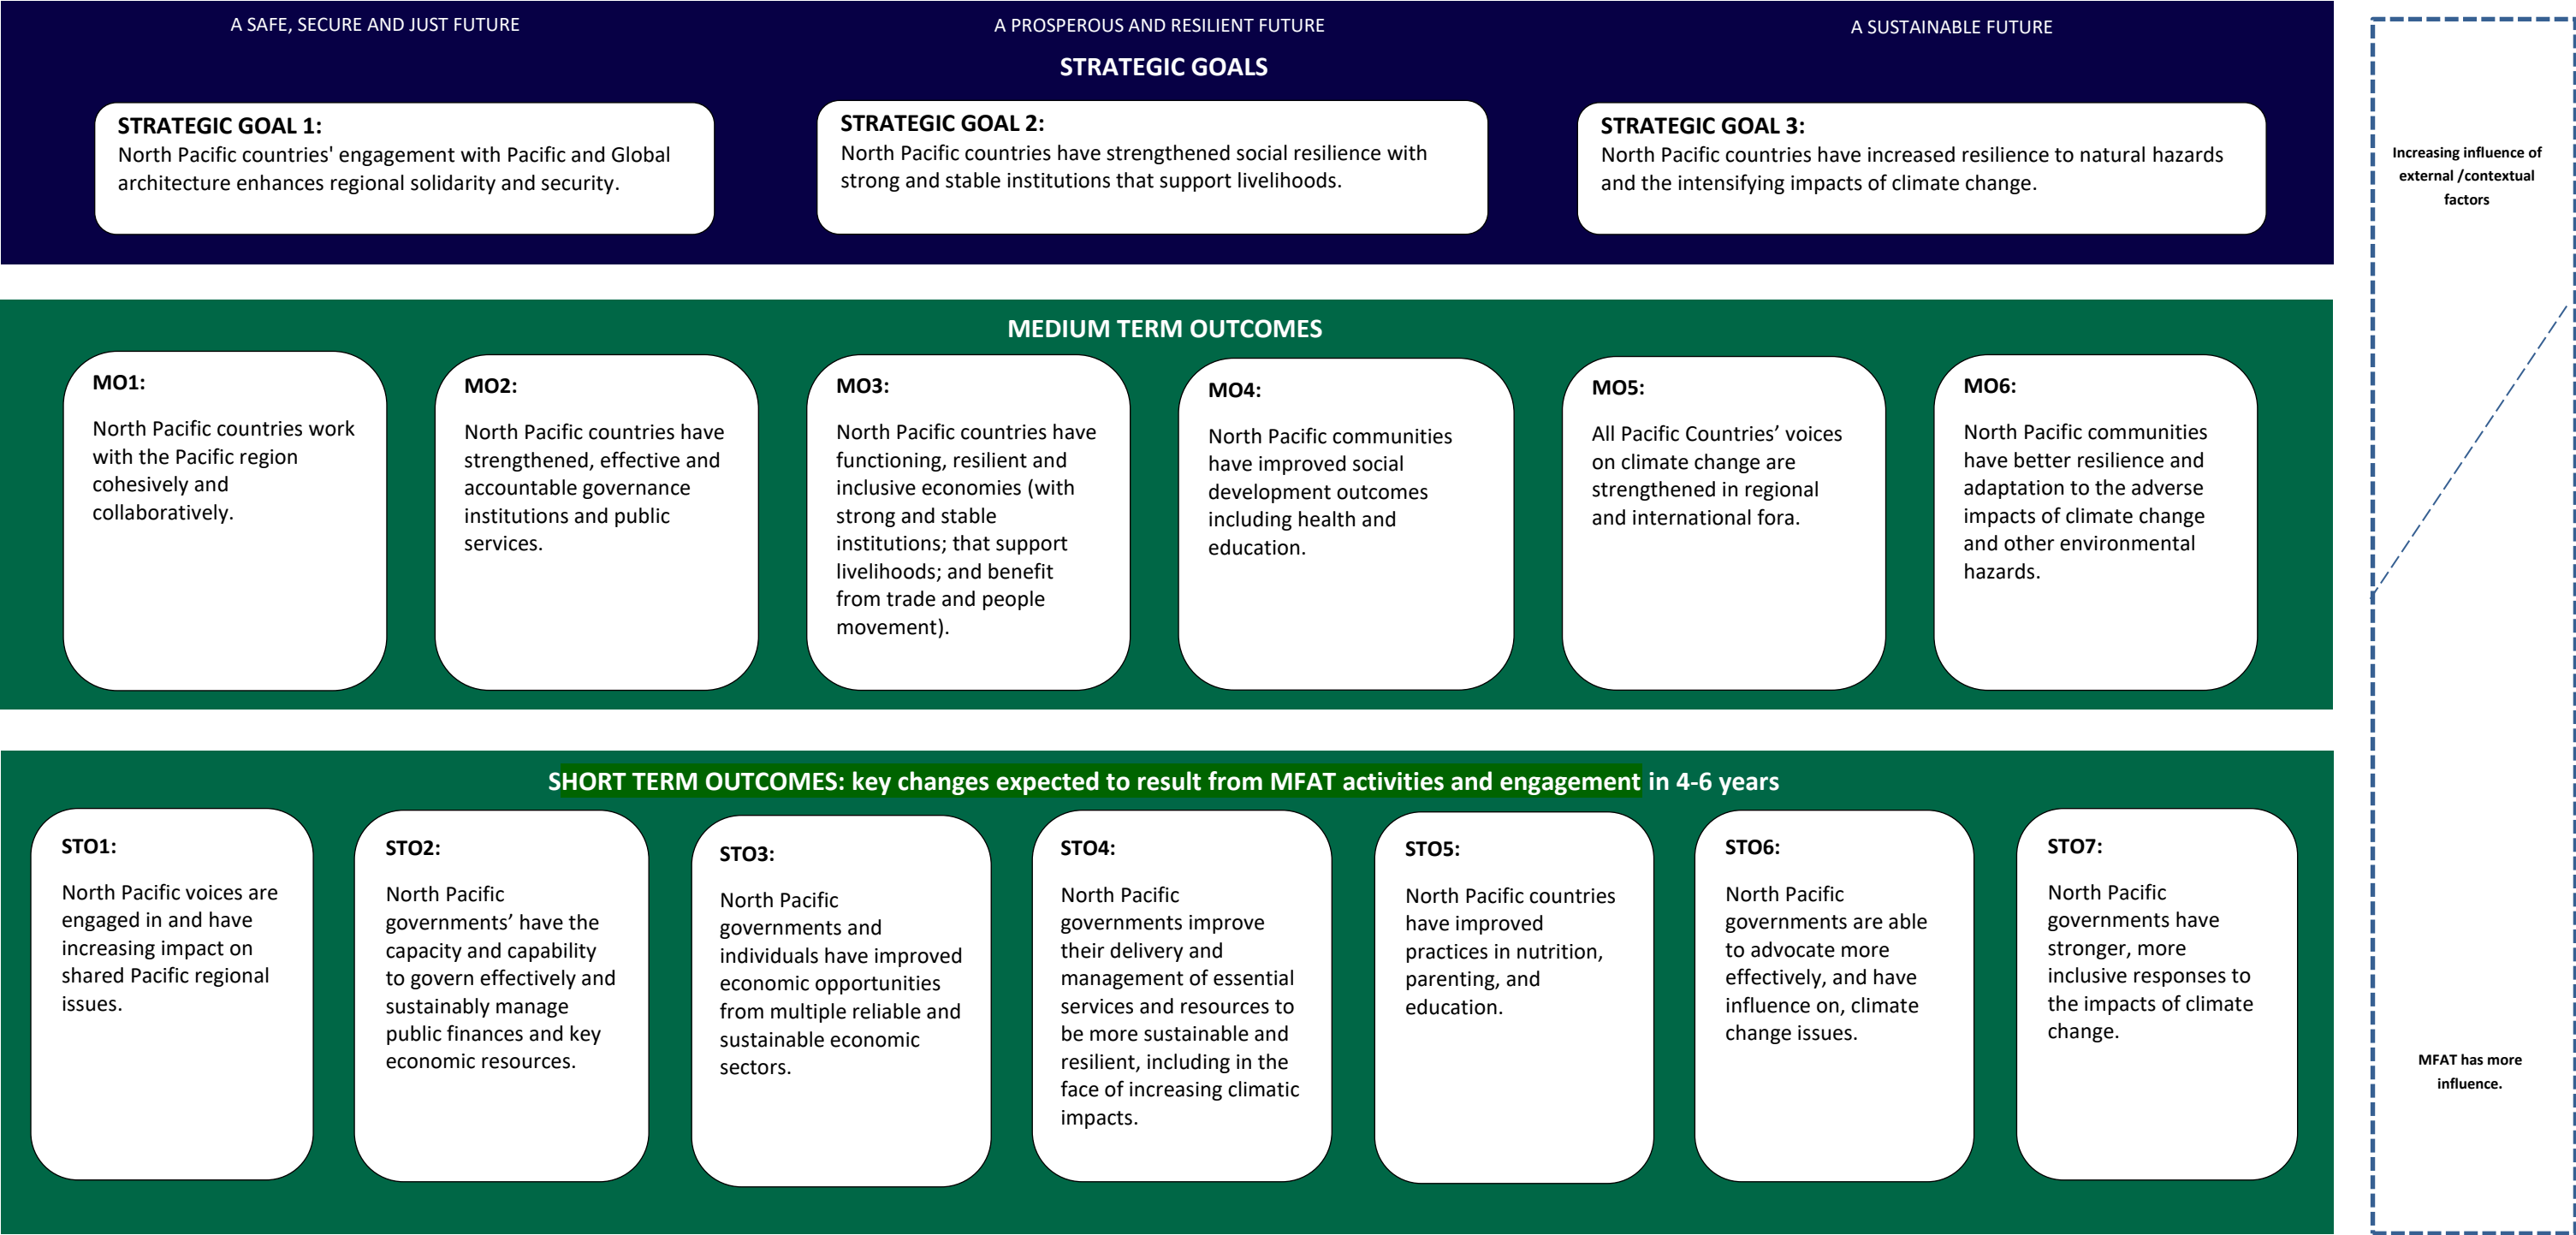 A SAFE, SECURE AND JUST FUTURE
A PROSPEROUS AND RESILIENT FUTURE
A SUSTAINABLE FUTURE
STRATEGIC GOALS
STRATEGIC GOAL 1:
North Pacific countries' engagement with Pacific and Global
architecture enhances regional solidarity and security.
STRATEGIC GOAL 2:
North Pacific countries have strengthened social resilience with
strong and stable institutions that support livelihoods.
STRATEGIC GOAL 3:
North Pacific countries have increased resilience to natural hazards
and the intensifying impacts of climate change.
Increasing influence of
external /contextual
factors
MEDIUM TERM OUTCOMES
MO1:
North Pacific countries work
with the Pacific region
cohesively and
collaboratively.
MO2:
North Pacific countries have
strengthened, effective and
accountable governance
institutions and public
services.
MO3:
North Pacific countries have
functioning, resilient and
inclusive economies (with
strong and stable
institutions; that support
livelihoods; and benefit
from trade and people
movement).
MO4:
North Pacific communities
have improved social
development outcomes
including health and
education.
MO5:
All Pacific Countries’ voices
on climate change are
strengthened in regional
and international fora.
MO6:
North Pacific communities
have better resilience and
adaptation to the adverse
impacts of climate change
and other environmental
hazards.
SHORT TERM OUTCOMES: key changes expected to result from MFAT activities and engagement in 4-6 years
STO1:
North Pacific voices are
engaged in and have
increasing impact on
shared Pacific regional
issues.
STO2:
North Pacific
governments’ have the
capacity and capability
to govern effectively and
sustainably manage
public finances and key
economic resources.
STO3:
North Pacific
governments and
individuals have improved
economic opportunities
from multiple reliable and
sustainable economic
sectors.
STO4:
North Pacific
governments improve
their delivery and
management of essential
services and resources to
be more sustainable and
resilient, including in the
face of increasing climatic
impacts.
STO5:
North Pacific countries
have improved
practices in nutrition,
parenting, and
education.
STO6:
North Pacific
governments are able
to advocate more
effectively, and have
influence on, climate
change issues.
STO7:
North Pacific
governments have
stronger, more
inclusive responses to
the impacts of climate
change.
MFAT has more
influence.